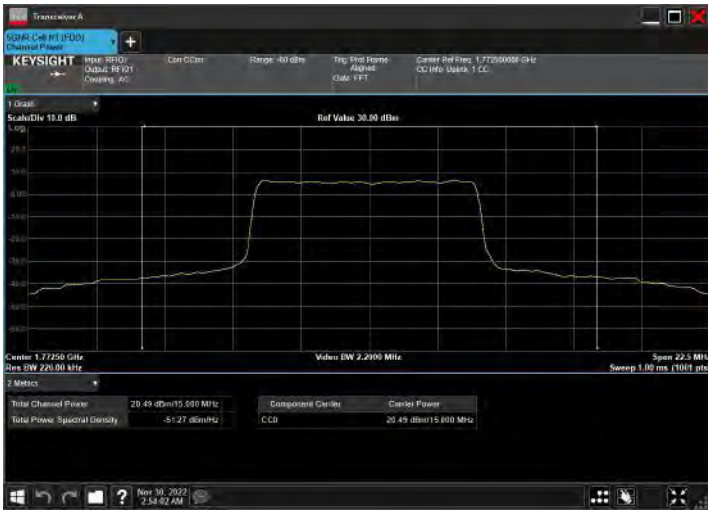 Transceiver A
5GNR Cell N1 (FDD)
Channel Power
+
KEYSIGHT
Input: RFIO1
Output: RFIO1
Coupling: AC
Corr CCorr
Range: -60 dBm
Trig: Prot Frame
Aligned
Gate: FFT
Carrier Ref Freq: 1.772500000 GHz
CC Info: Uplink, 1 CC
1 Graph
Scale/Div 10.0 dB
Ref Value 30.00 dBm
Log
Center 1.77250 GHz
Video BW 2.2000 MHz
Span 22.5 MHz
Res BW 220.00 kHz
Sweep 1.00 ms (1001 pts
2 Metrics
Total Channel Power
20.49 dBm/15.000 MHz
Total Power Spectral Density
-51.27 dBm/Hz
Component Carrier
Carrier Power
CC0
20.49 dBm/15.000 MHz
?
Nov 30, 2022
2:54:02 AM